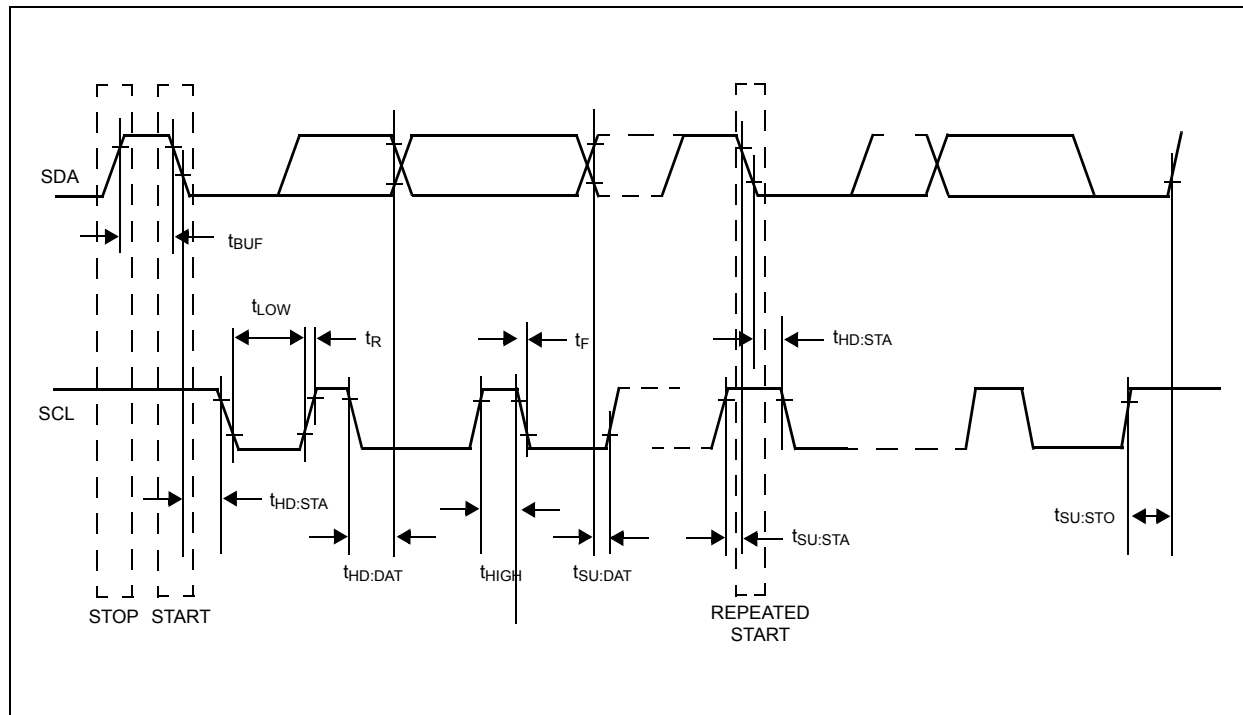 SDA
tBUF
tLOW
tR
tF
tHD:STA
SCL
tHD:STA
tSU:STO
tSU:STA
tHD:DAT
tHIGH
tSU:DAT
STOP
START
REPEATED
START